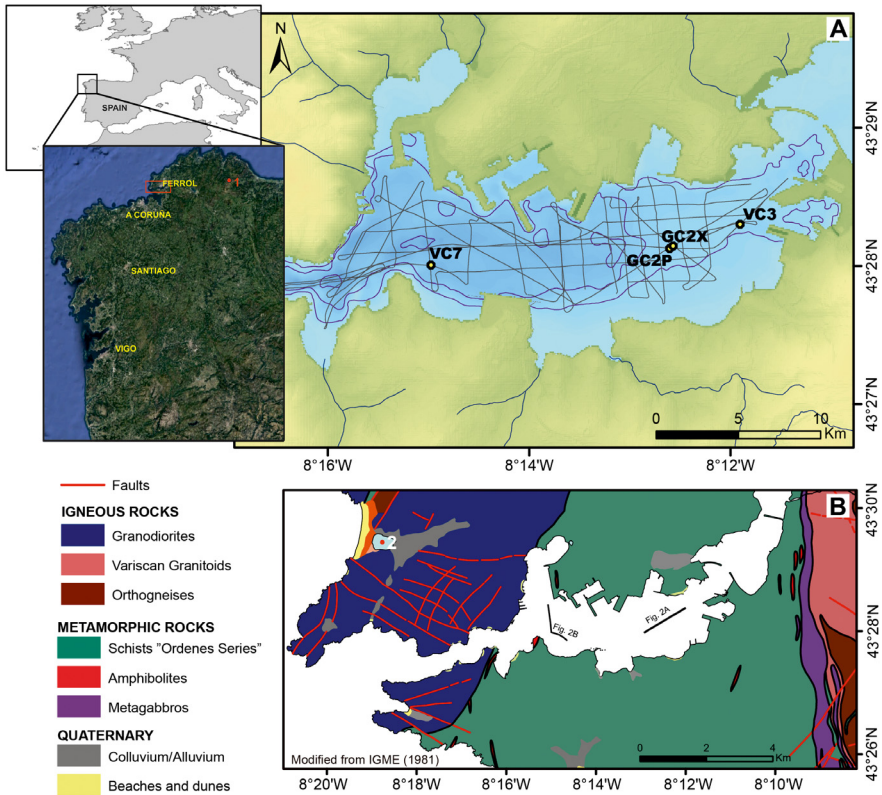 SPAIN
FERROL
1
A CORUÑA
SANTIAGO
VIGO
A
N
VC7
GC2X
GC2P
VC3
0 5 10
Km
43°29'N
43°28'N
43°27'N
8°16'W 8°14'W 8°12'W
Faults
IGNEOUS ROCKS
Granodiorites
Variscan Granitoids
Orthogneises
METAMORPHIC ROCKS
Schists "Ordenes Series"
Amphibolites
Metagabbros
QUATERNARY
Colluvium/Alluvium
Beaches and dunes
B
2
Fig. 2B
Fig. 2A
Modified from IGME (1981)
0 2 4
Km
43°30'N
43°28'N
43°26'N
8°20'W 8°18'W 8°16'W 8°14'W 8°12'W 8°10'W